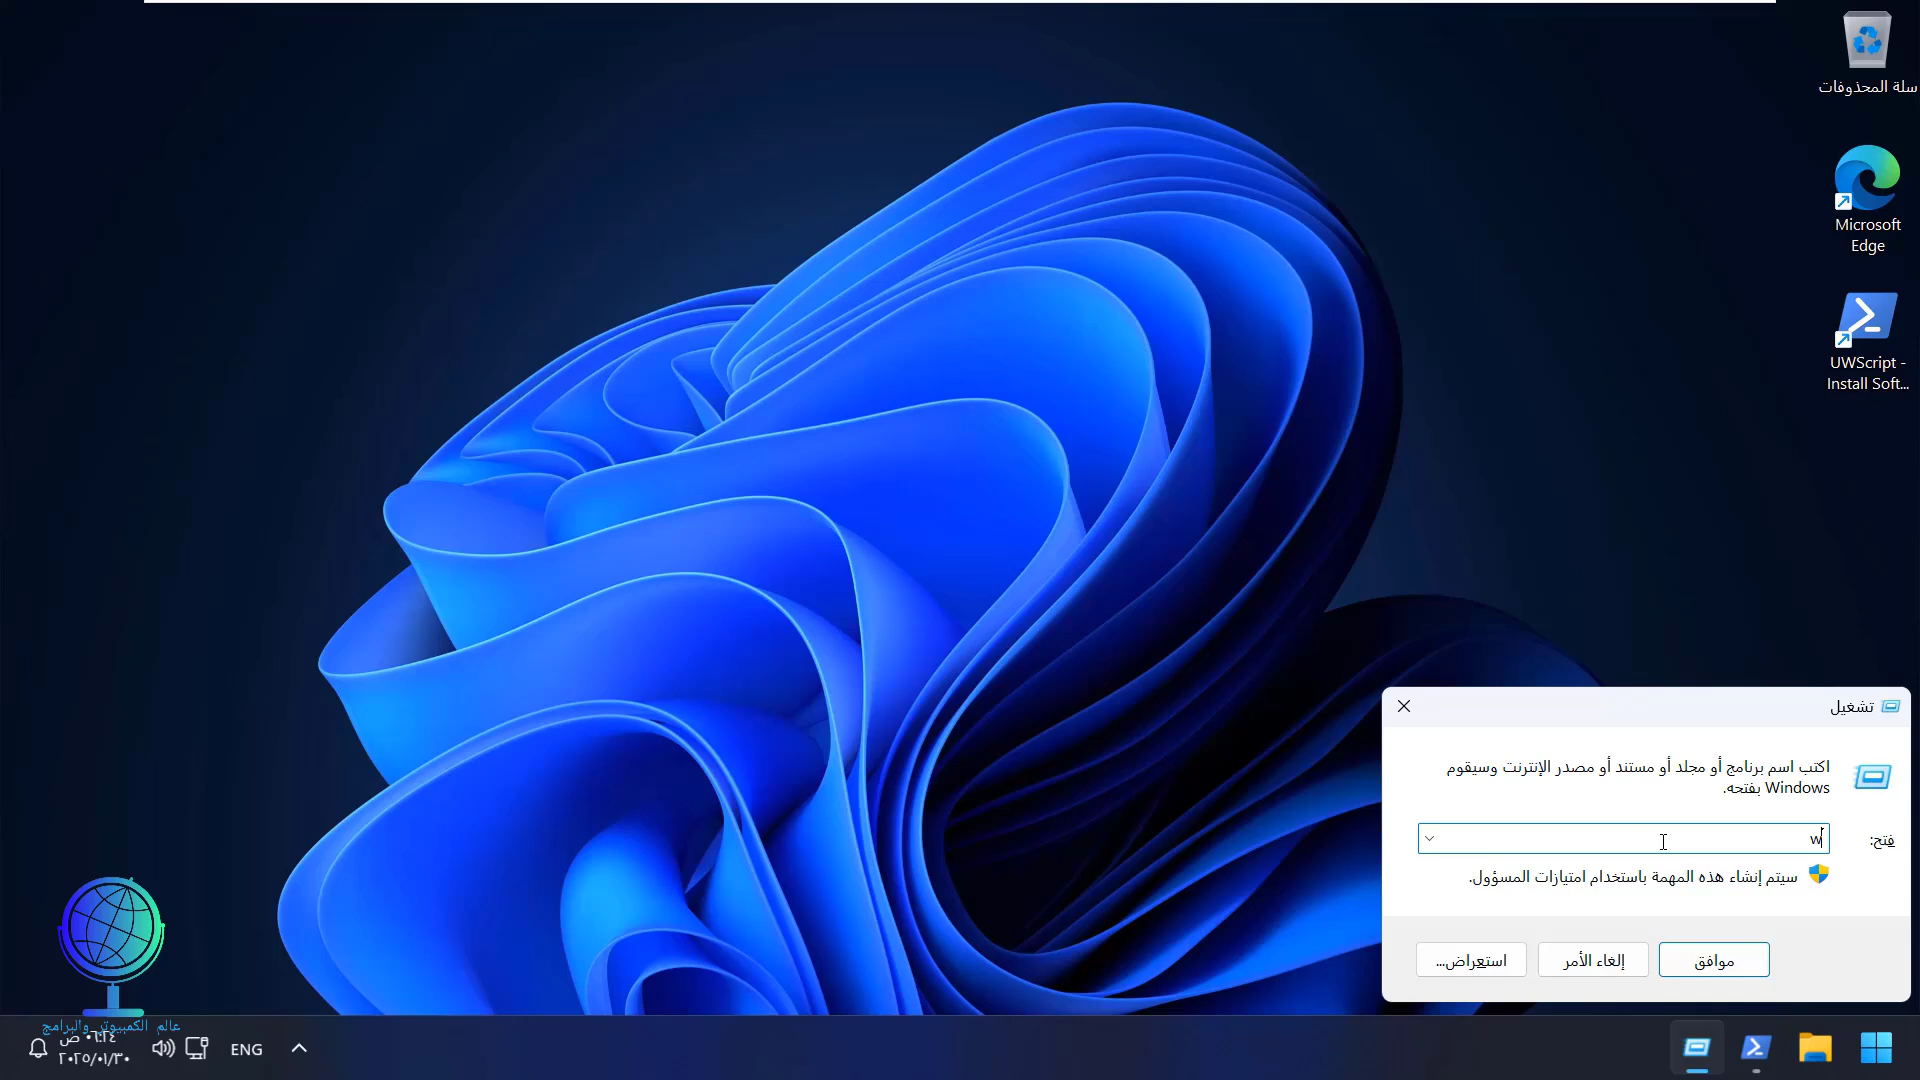 سلة المحذوفات
Microsoft
Edge
UWScript -
Install Soft...
تشغيل
اكتب اسم برنامج أو مجلد أو مستند أو مصدر الإنترنت وسيقوم
Windows بفتحه.
فتح:
w
سيتم إنشاء هذه المهمة باستخدام امتيازات المسؤول.
موافق
إلغاء الأمر
استعراض...
عالم الكمبيوتر والبرامج
٠٦:٢٤ ص
٢٠٢٥/٠١/٣٠
ENG